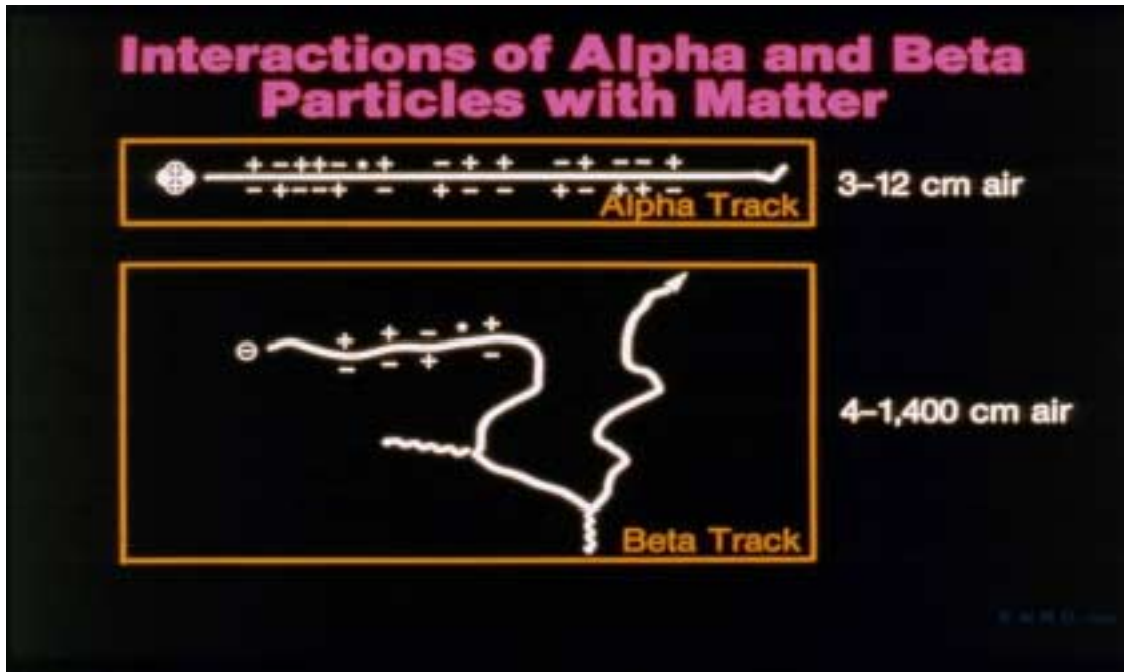 Interactions of Alpha and Beta
Particles with Matter
+ -++- • + - + + -+ -- +
- +--+ - + - - +- ++ -
Alpha Track
3–12 cm air
+ + - • +
- - + -
4–1,400 cm air
Beta Track